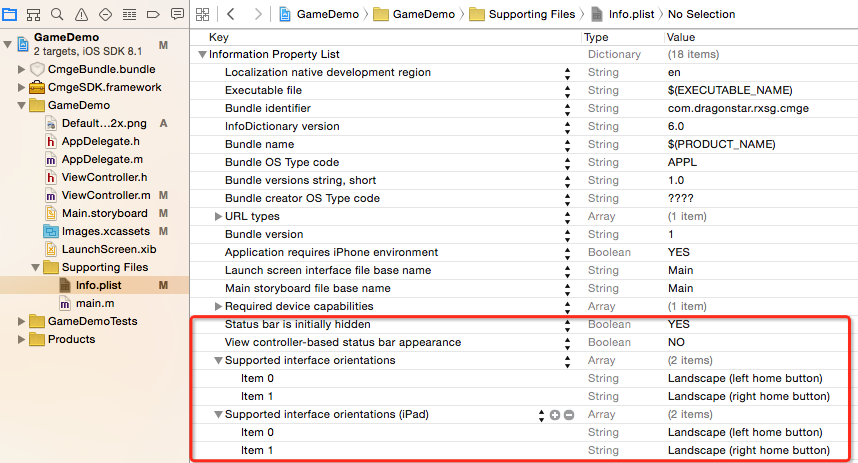 GameDemo
GameDemo
Supporting Files
Info.plist
No Selection
GameDemo
2 targets, iOS SDK 8.1
M
CmgeBundle.bundle
CmgeSDK.framework
GameDemo
Default...2x.png
A
AppDelegate.h
AppDelegate.m
ViewController.h
ViewController.m
M
Main.storyboard
M
Images.xcassets
M
LaunchScreen.xib
Supporting Files
Info.plist
M
main.m
GameDemoTests
Products
Key Type Value
Information Property List Dictionary (18 items)
Localization native development region String en
Executable file String $(EXECUTABLE_NAME)
Bundle identifier String com.dragonstar.rxsg.cmge
InfoDictionary version String 6.0
Bundle name String $(PRODUCT_NAME)
Bundle OS Type code String APPL
Bundle versions string, short String 1.0
Bundle creator OS Type code String ????
URL types Array (1 item)
Bundle version String 1
Application requires iPhone environment Boolean YES
Launch screen interface file base name String Main
Main storyboard file base name String Main
Required device capabilities Array (1 item)
Status bar is initially hidden Boolean YES
View controller-based status bar appearance Boolean NO
Supported interface orientations Array (2 items)
Item 0 String Landscape (left home button)
Item 1 String Landscape (right home button)
Supported interface orientations (iPad) Array (2 items)
Item 0 String Landscape (left home button)
Item 1 String Landscape (right home button)